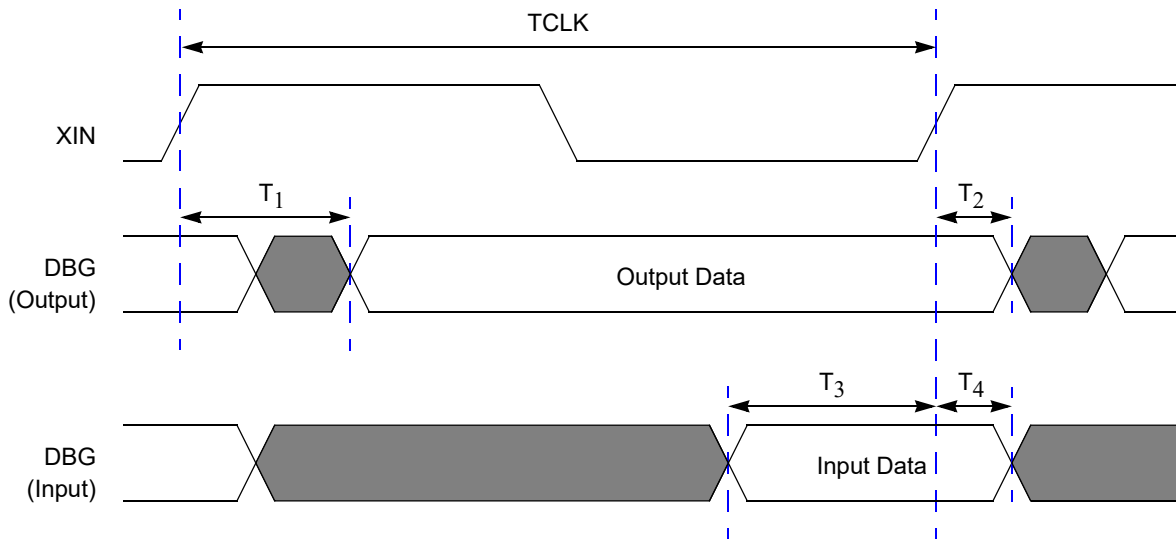 TCLK
XIN
T1
T2
DBG
(Output)
Output Data
T3
T4
DBG
(Input)
Input Data